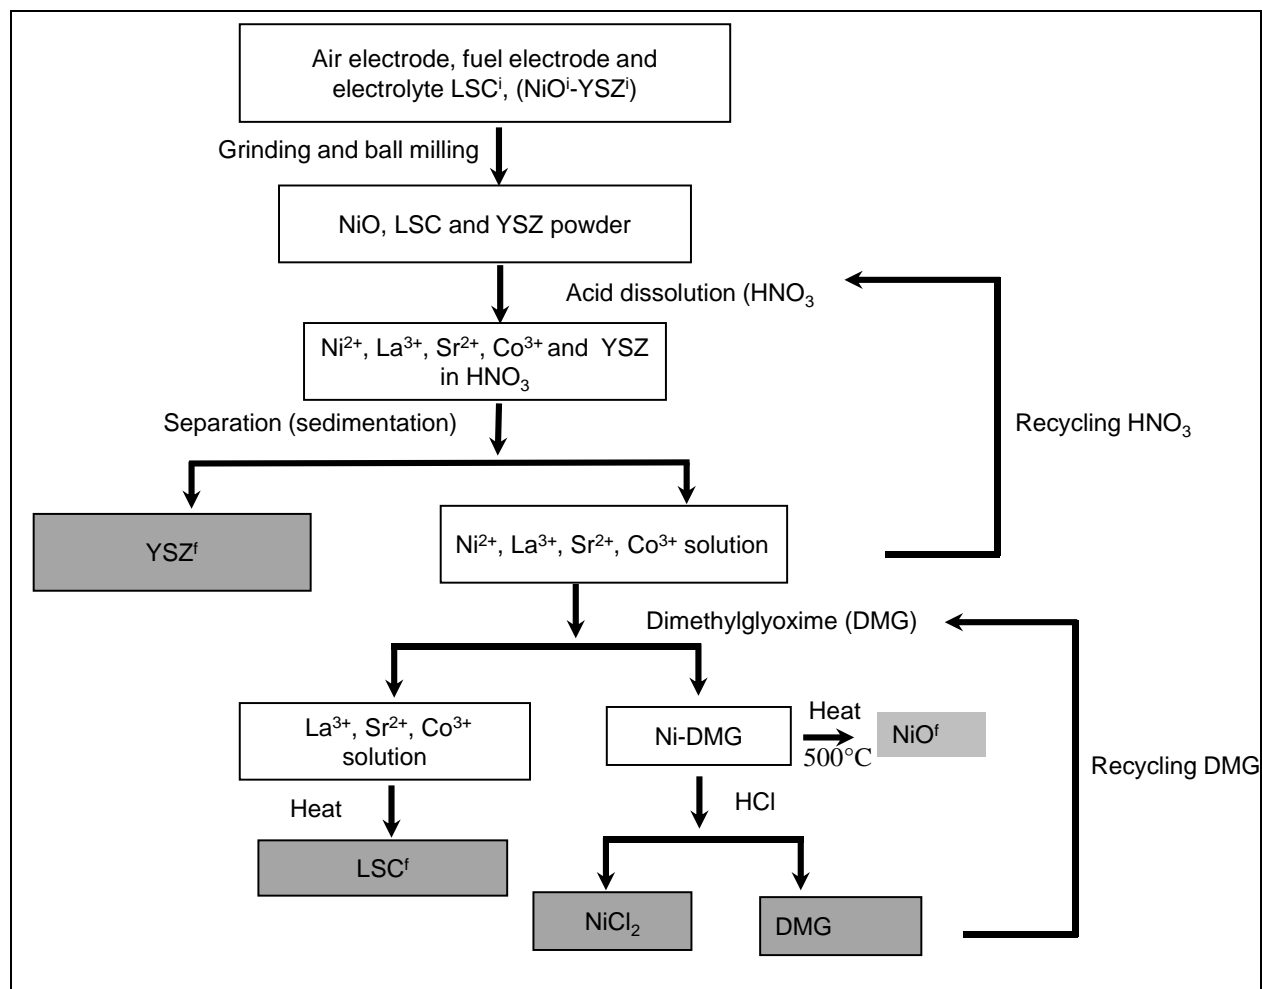 Air electrode, fuel electrode and
electrolyte LSCⁱ, (NiOⁱ-YSZⁱ)
Grinding and ball milling
NiO, LSC and YSZ powder
Acid dissolution (HNO₃
Ni²⁺, La³⁺, Sr²⁺, Co³⁺ and YSZ
in HNO₃
Separation (sedimentation)
Recycling HNO₃
YSZᶠ
Ni²⁺, La³⁺, Sr²⁺, Co³⁺ solution
Dimethylglyoxime (DMG)
La³⁺, Sr²⁺, Co³⁺
solution
Ni-DMG
Heat
500°C
NiOᶠ
Recycling DMG
Heat
HCl
LSCᶠ
NiCl₂
DMG